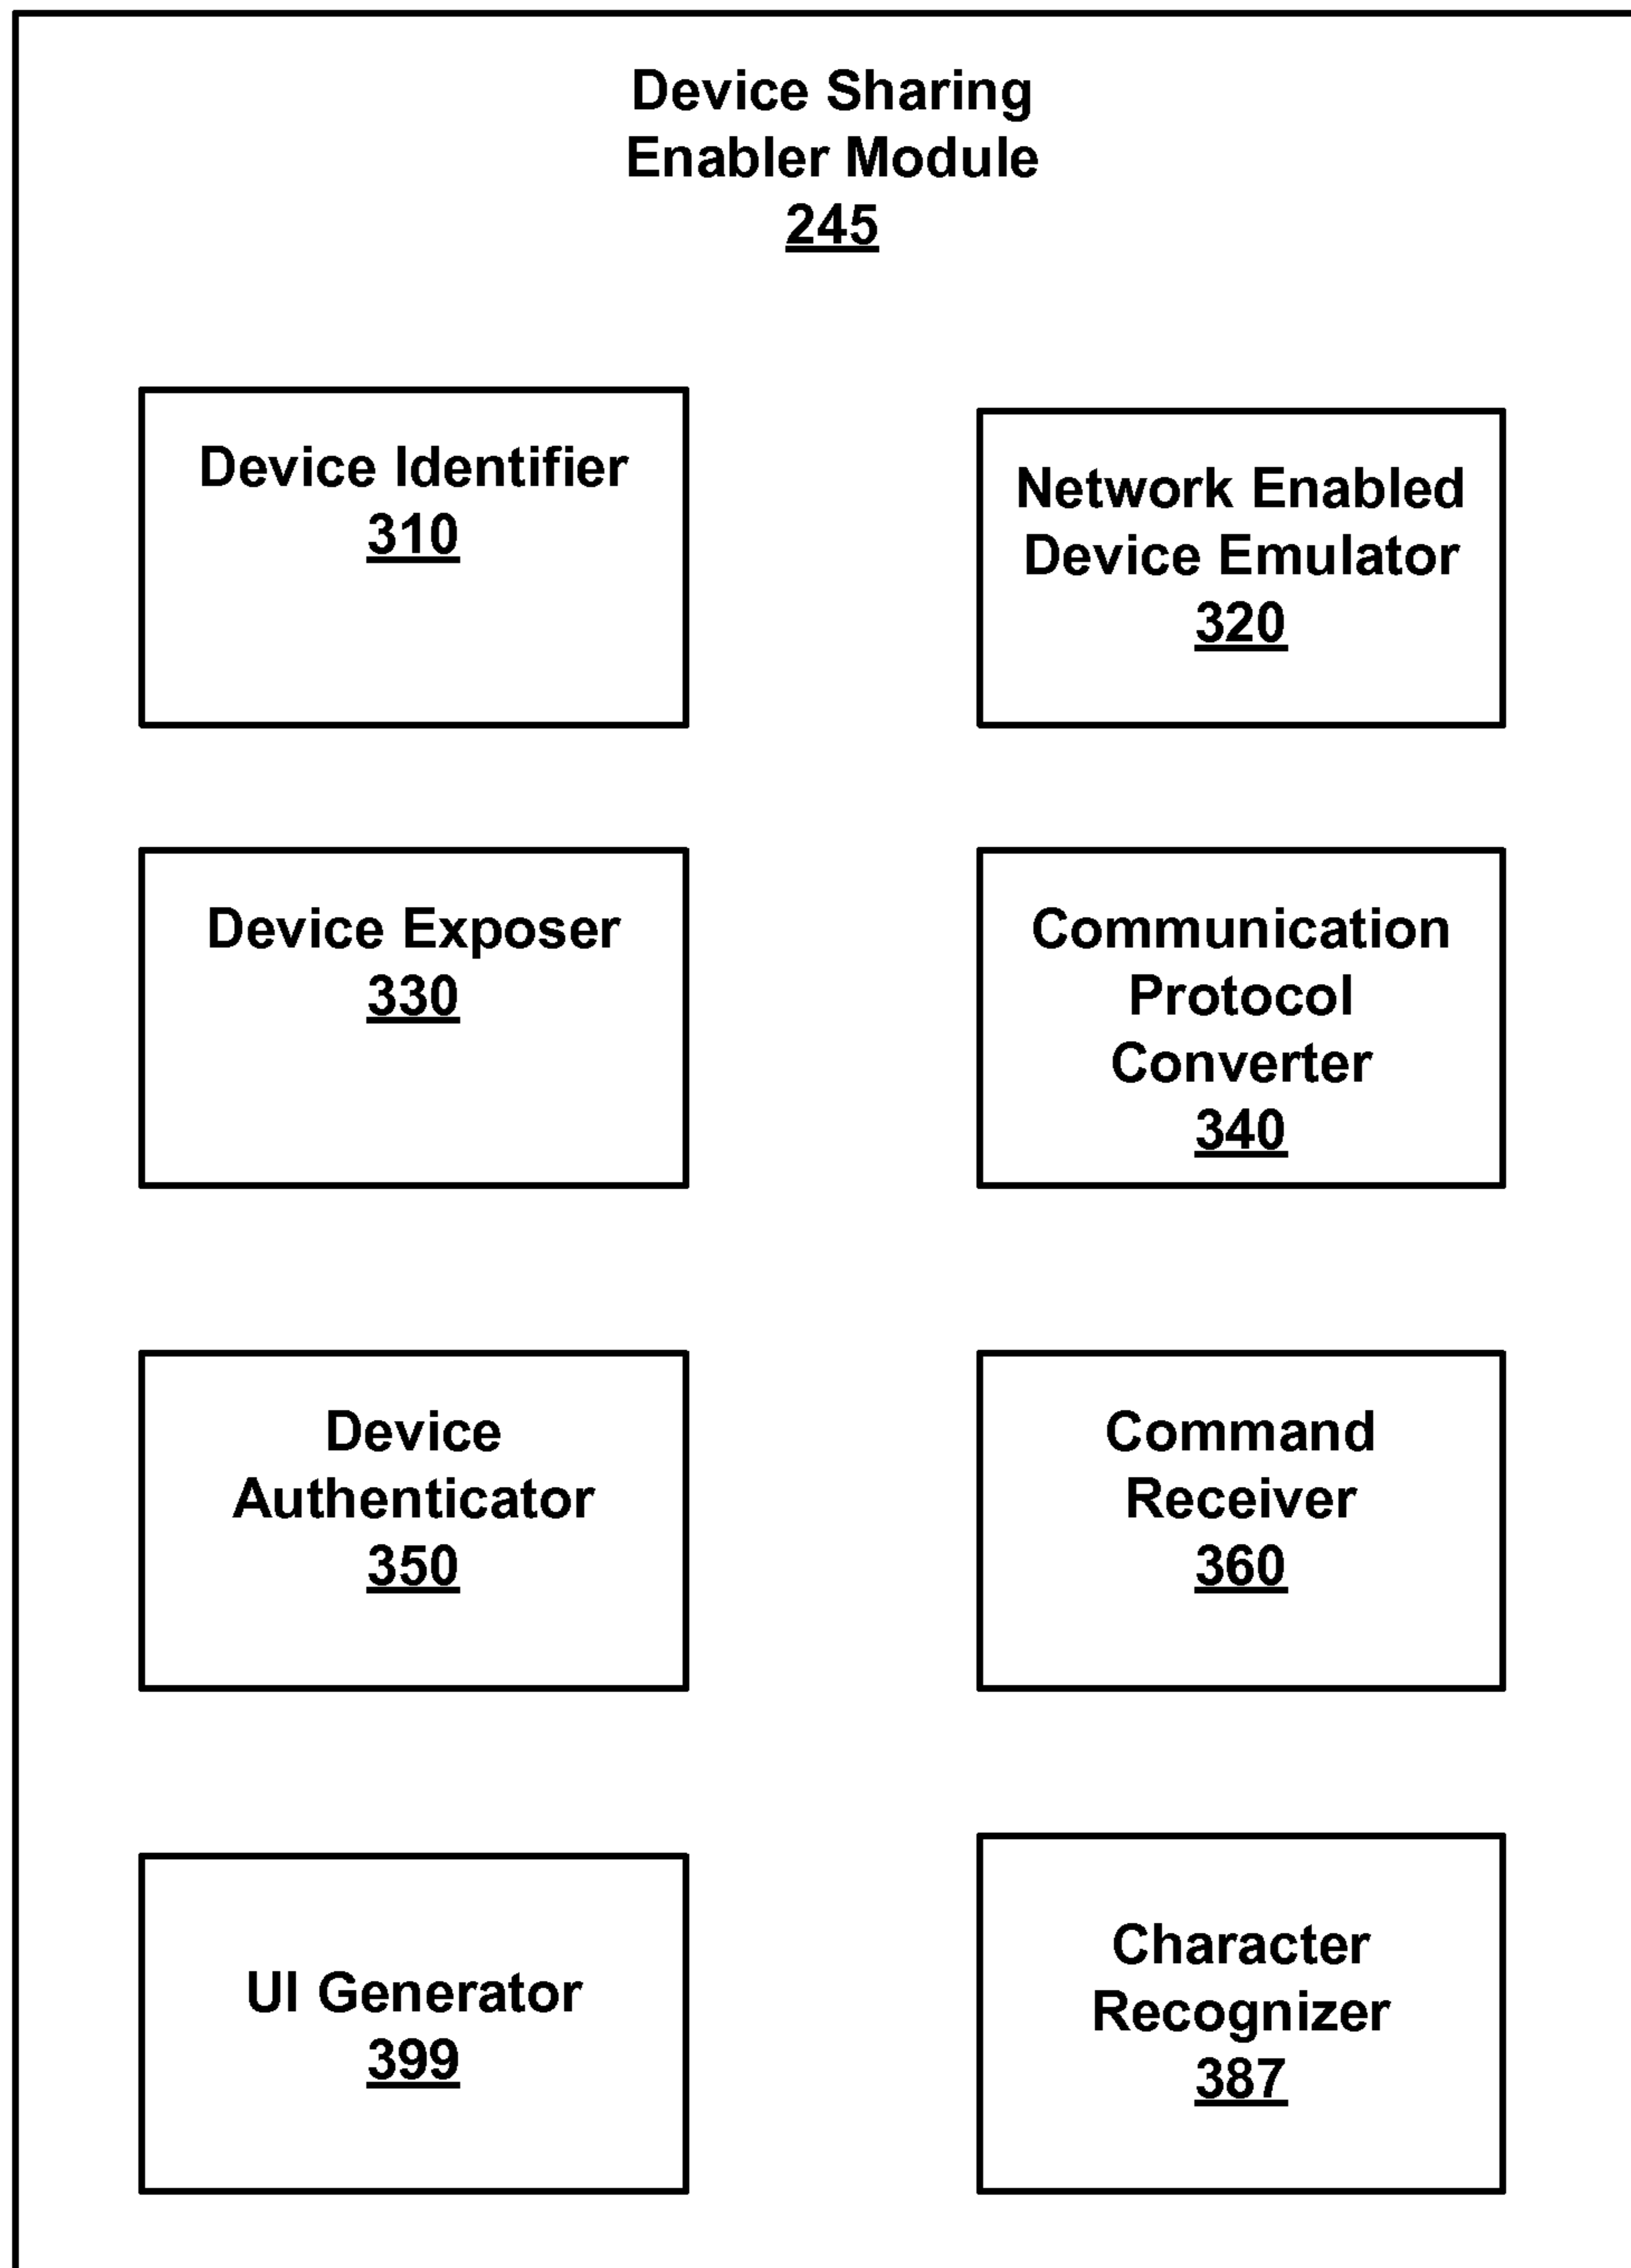 Device Sharing
Enabler Module
245
Device Identifier
310
Network Enabled
Device Emulator
320
Device Exposer
330
Communication
Protocol
Converter
340
Device
Authenticator
350
Command
Receiver
360
UI Generator
399
Character
Recognizer
387